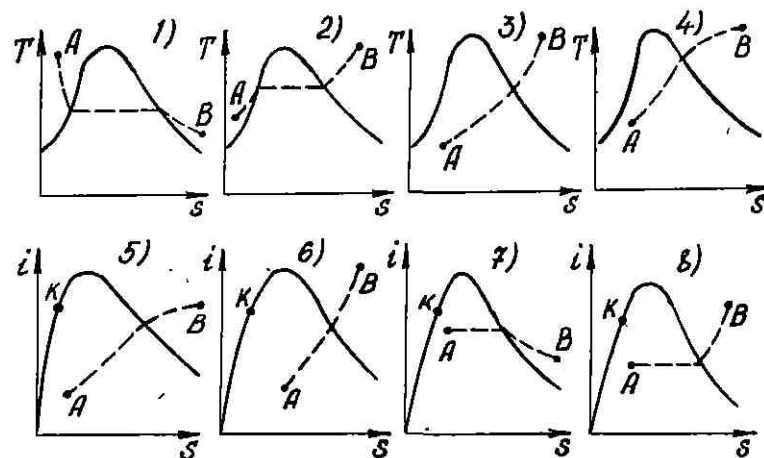 T A 1) B s
T A 2) B s
T A 3) B s
T A 4) B s
i к 5) A B s
i к 6) A B s
i к 7) A B s
i к 8) A B s